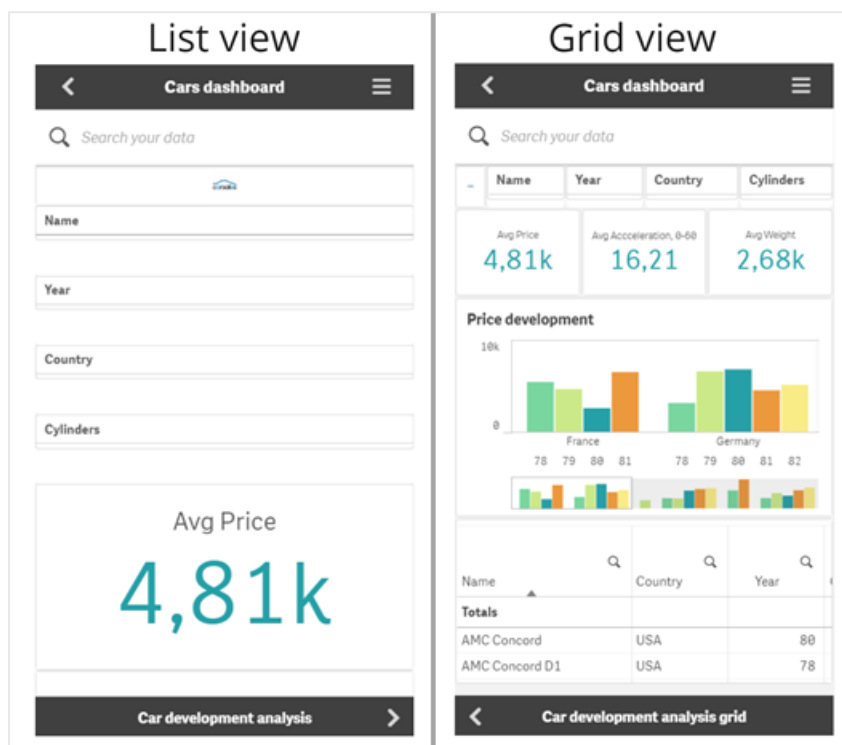 List view
Cars dashboard
Search your data
Name
Year
Country
Cylinders
Avg Price
4,81k
Car development analysis
Grid view
Cars dashboard
Search your data
Name Year Country Cylinders
Avg Price Avg Accceleration, 0-60 Avg Weight
4,81k 16,21 2,68k
Price development
10k
0
France Germany
78 79 80 81 78 79 80 81 82
Name Country Year
Totals
AMC Concord USA 80
AMC Concord D1 USA 78
Car development analysis grid